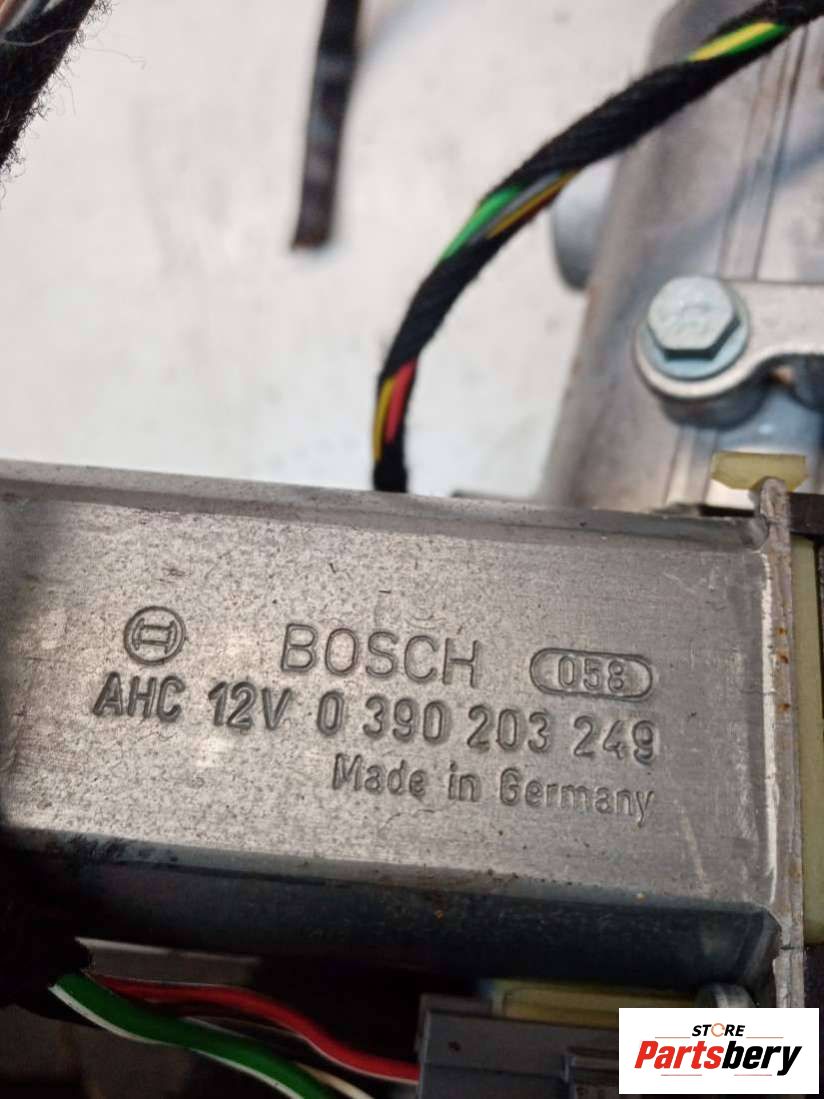 BOSCH 058
AHC 12V 0 390 203 249
Made in Germany
STORE
Partsbery